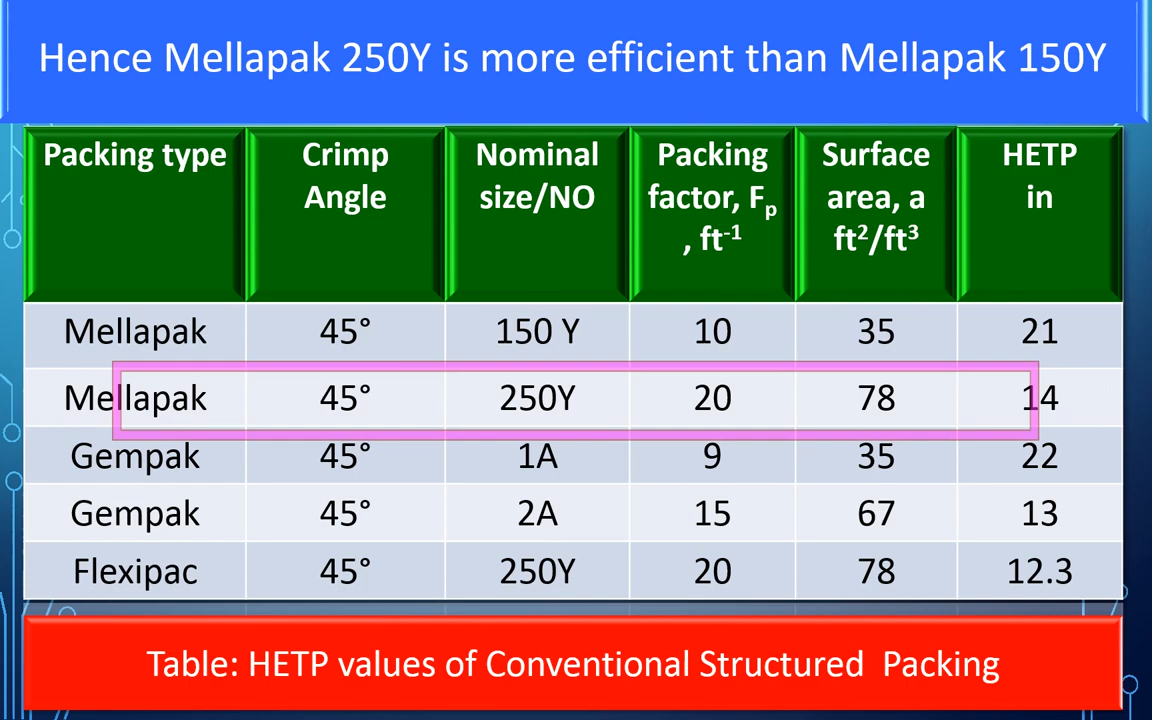 Hence Mellapak 250Y is more efficient than Mellapak 150Y
Packing type | Crimp Angle | Nominal size/NO | Packing factor, Fp , ft-1 | Surface area, a ft2/ft3 | HETP in
Mellapak | 45° | 150 Y | 10 | 35 | 21
Mellapak | 45° | 250Y | 20 | 78 | 14
Gempak | 45° | 1A | 9 | 35 | 22
Gempak | 45° | 2A | 15 | 67 | 13
Flexipac | 45° | 250Y | 20 | 78 | 12.3
Table: HETP values of Conventional Structured Packing